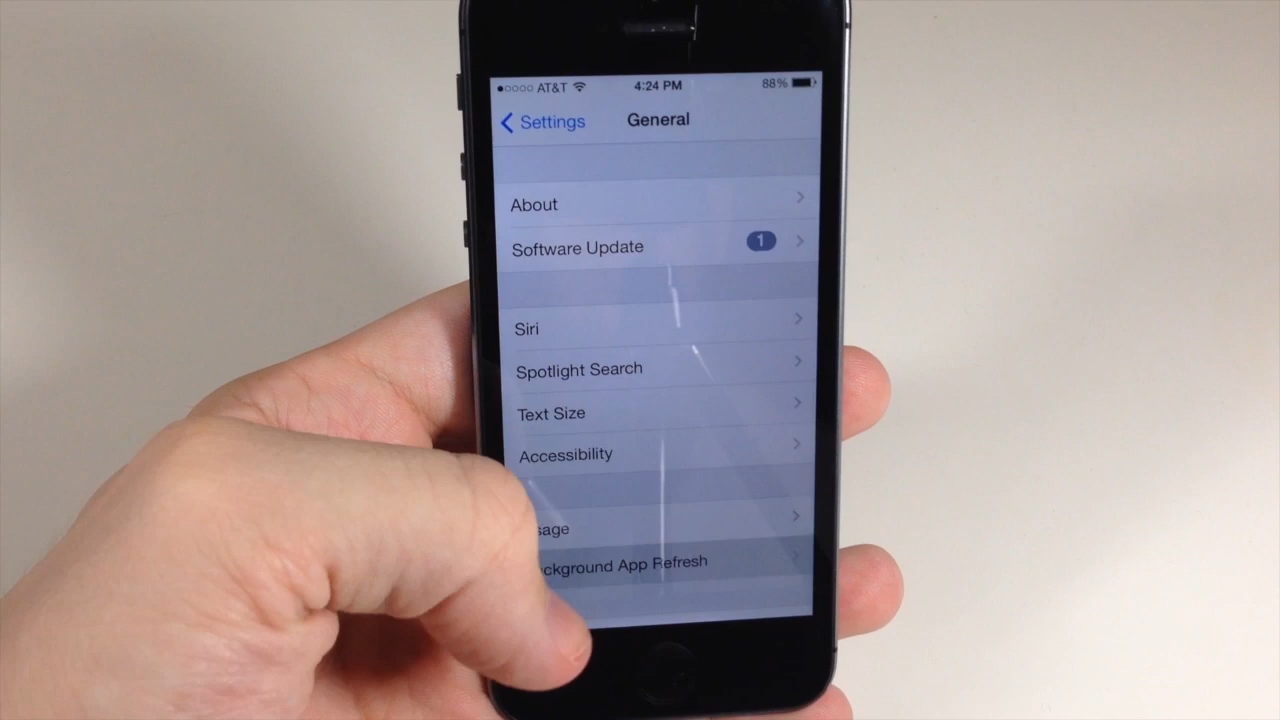 AT&T 4:24 PM 88%
Settings General
About
Software Update 1
Siri
Spotlight Search
Text Size
Accessibility
sage
ckground App Refresh